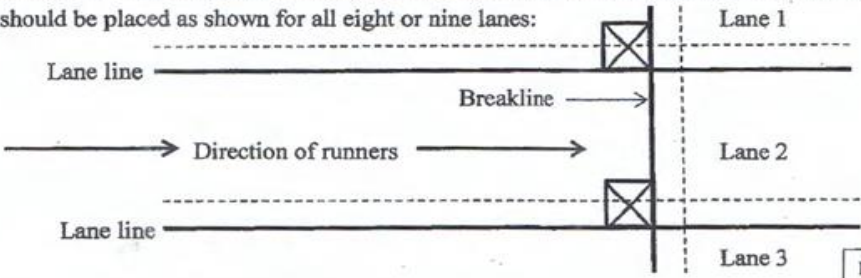 should be placed as shown for all eight or nine lanes:
Lane 1
Lane line
Breakline
Direction of runners
Lane 2
Lane line
Lane 3